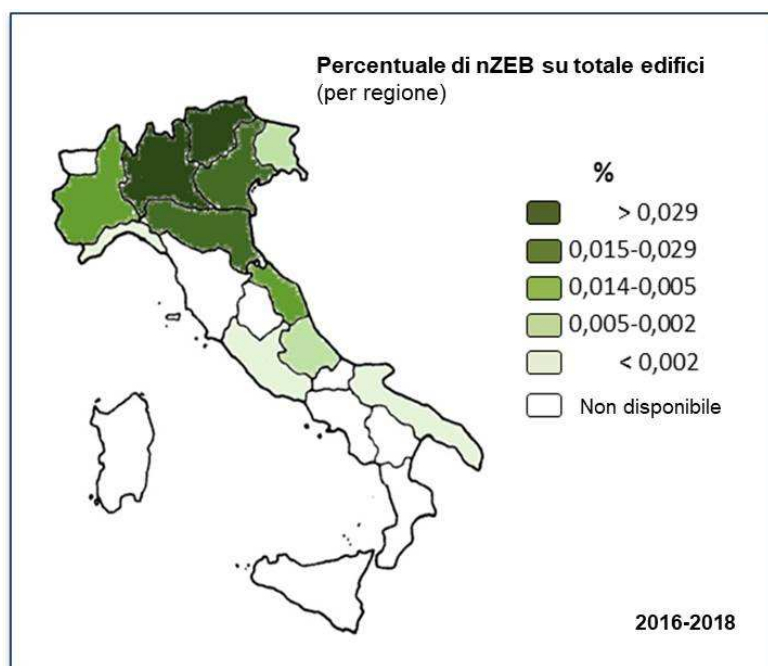 Percentuale di nZEB su totale edifici
(per regione)
%
> 0,029
0,015-0,029
0,014-0,005
0,005-0,002
< 0,002
Non disponibile
2016-2018